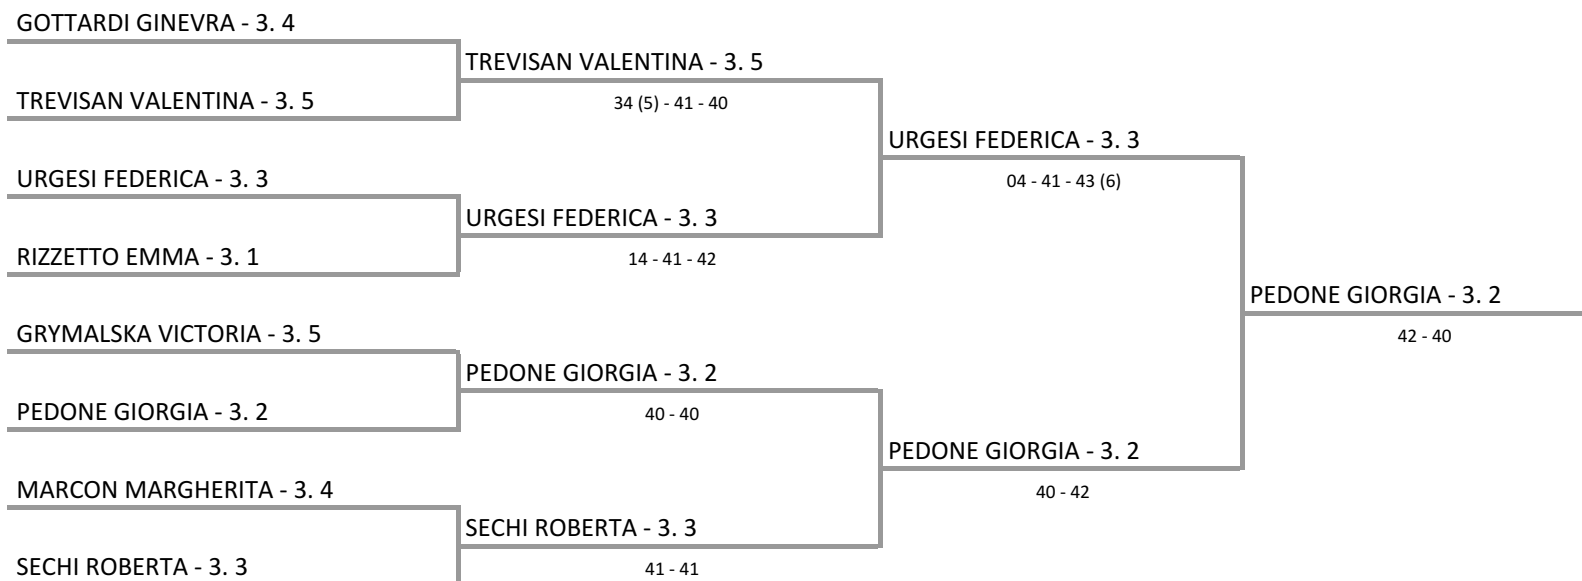 GOTTARDI GINEVRA - 3. 4
TREVISAN VALENTINA - 3. 5
TREVISAN VALENTINA - 3. 5
34 (5) - 41 - 40
URGESI FEDERICA - 3. 3
URGESI FEDERICA - 3. 3
04 - 41 - 43 (6)
URGESI FEDERICA - 3. 3
RIZZETTO EMMA - 3. 1
14 - 41 - 42
PEDONE GIORGIA - 3. 2
GRYMALSKA VICTORIA - 3. 5
42 - 40
PEDONE GIORGIA - 3. 2
PEDONE GIORGIA - 3. 2
40 - 40
PEDONE GIORGIA - 3. 2
MARCON MARGHERITA - 3. 4
40 - 42
SECHI ROBERTA - 3. 3
SECHI ROBERTA - 3. 3
41 - 41